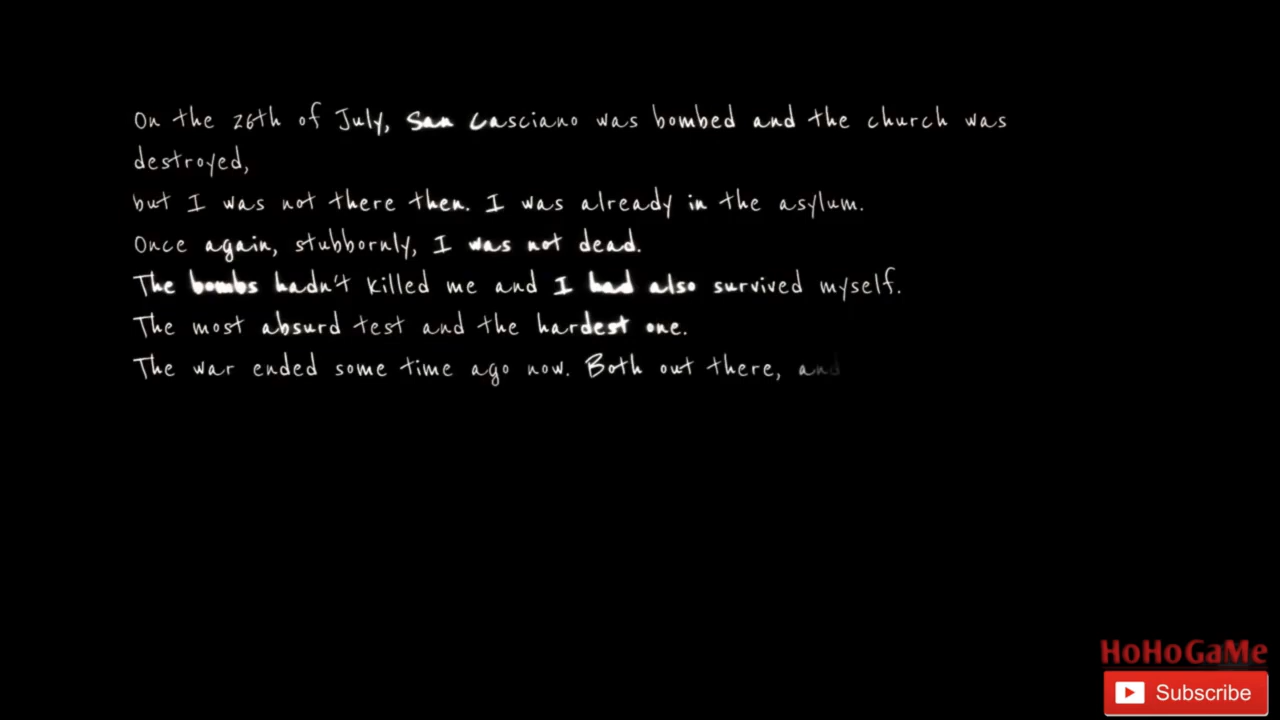 On the 26th of July, San Casciano was bombed and the church was
destroyed,
but I was not there then. I was already in the asylum.
Once again, stubbornly, I was not dead.
The bombs hadn't killed me and I had also survived myself.
The most absurd test and the hardest one.
The war ended some time ago now. Both out there, and
HoHoGaMe
Subscribe